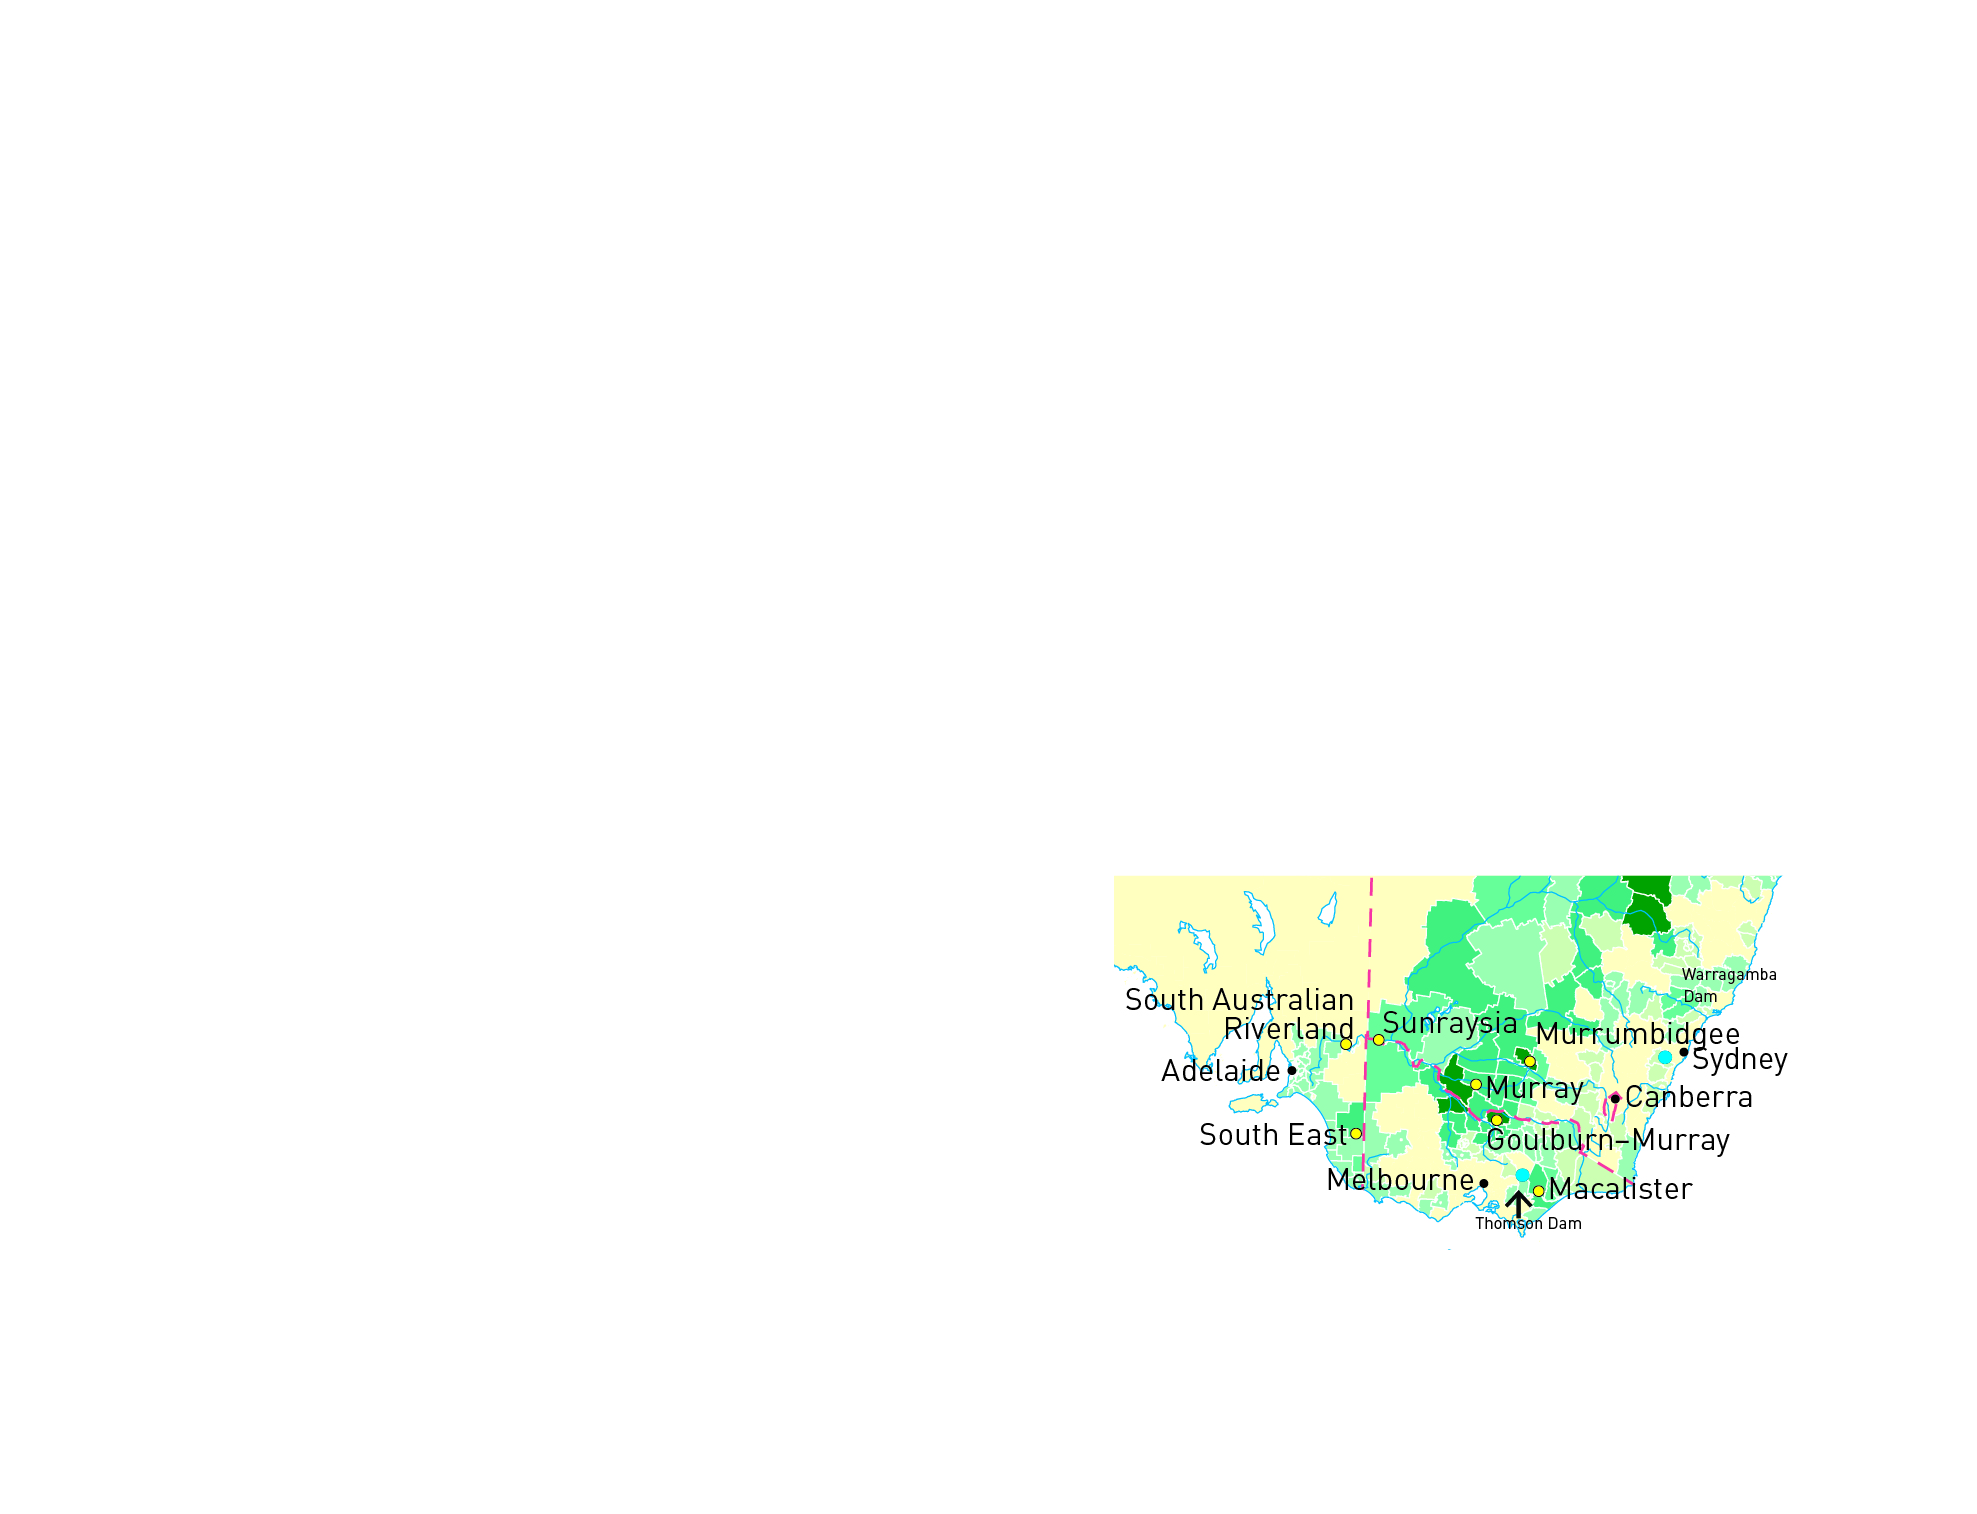 Warragamba
Dam
South Australian
Riverland
Sunraysia
Murrumbidgee
Sydney
Adelaide
Murray
Canberra
South East
Goulburn–Murray
Melbourne
Macalister
Thomson Dam